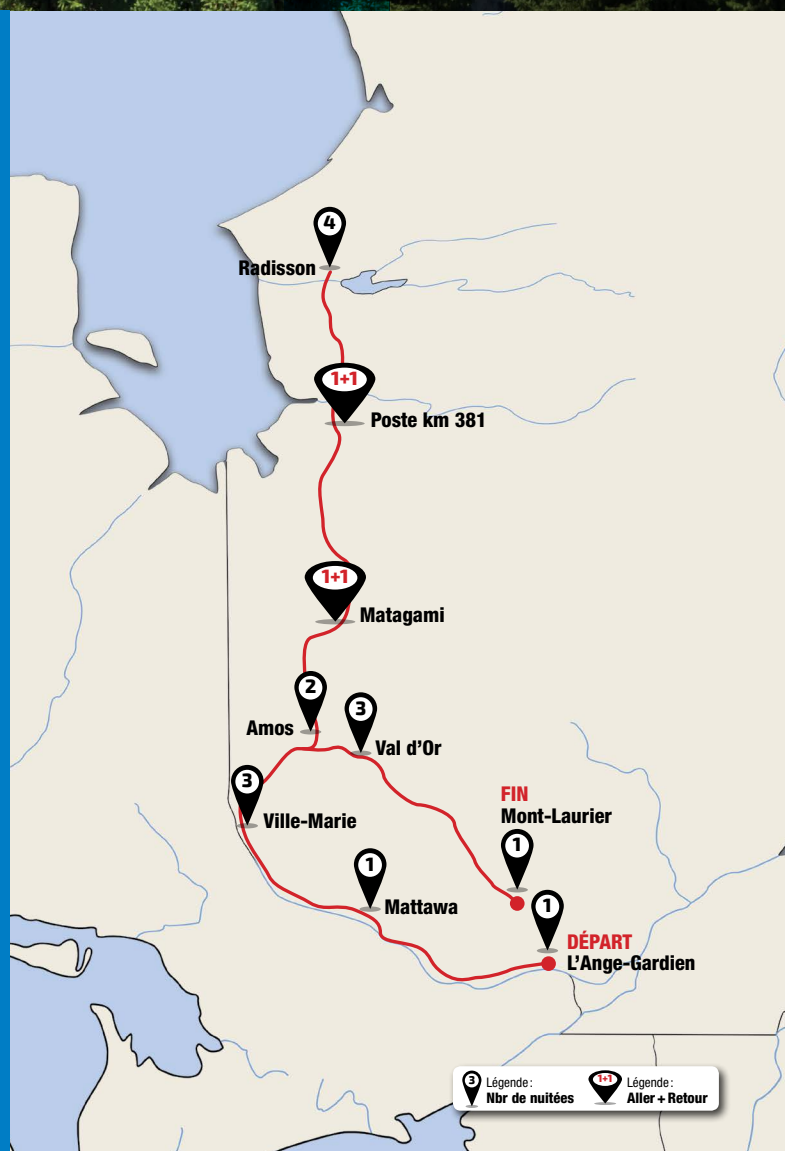 4
Radisson
1+1
Poste km 381
1+1
Matagami
2
Amos
3
Val d’Or
3
Ville-Marie
1
Mattawa
FIN
Mont-Laurier
1
1
DÉPART
L’Ange-Gardien
3
Légende :
Nbr de nuitées
1+1
Légende :
Aller + Retour